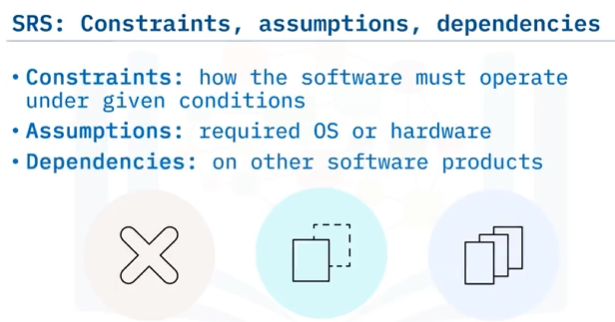 SRS: Constraints, assumptions, dependencies
• Constraints: how the software must operate
under given conditions
• Assumptions: required OS or hardware
• Dependencies: on other software products